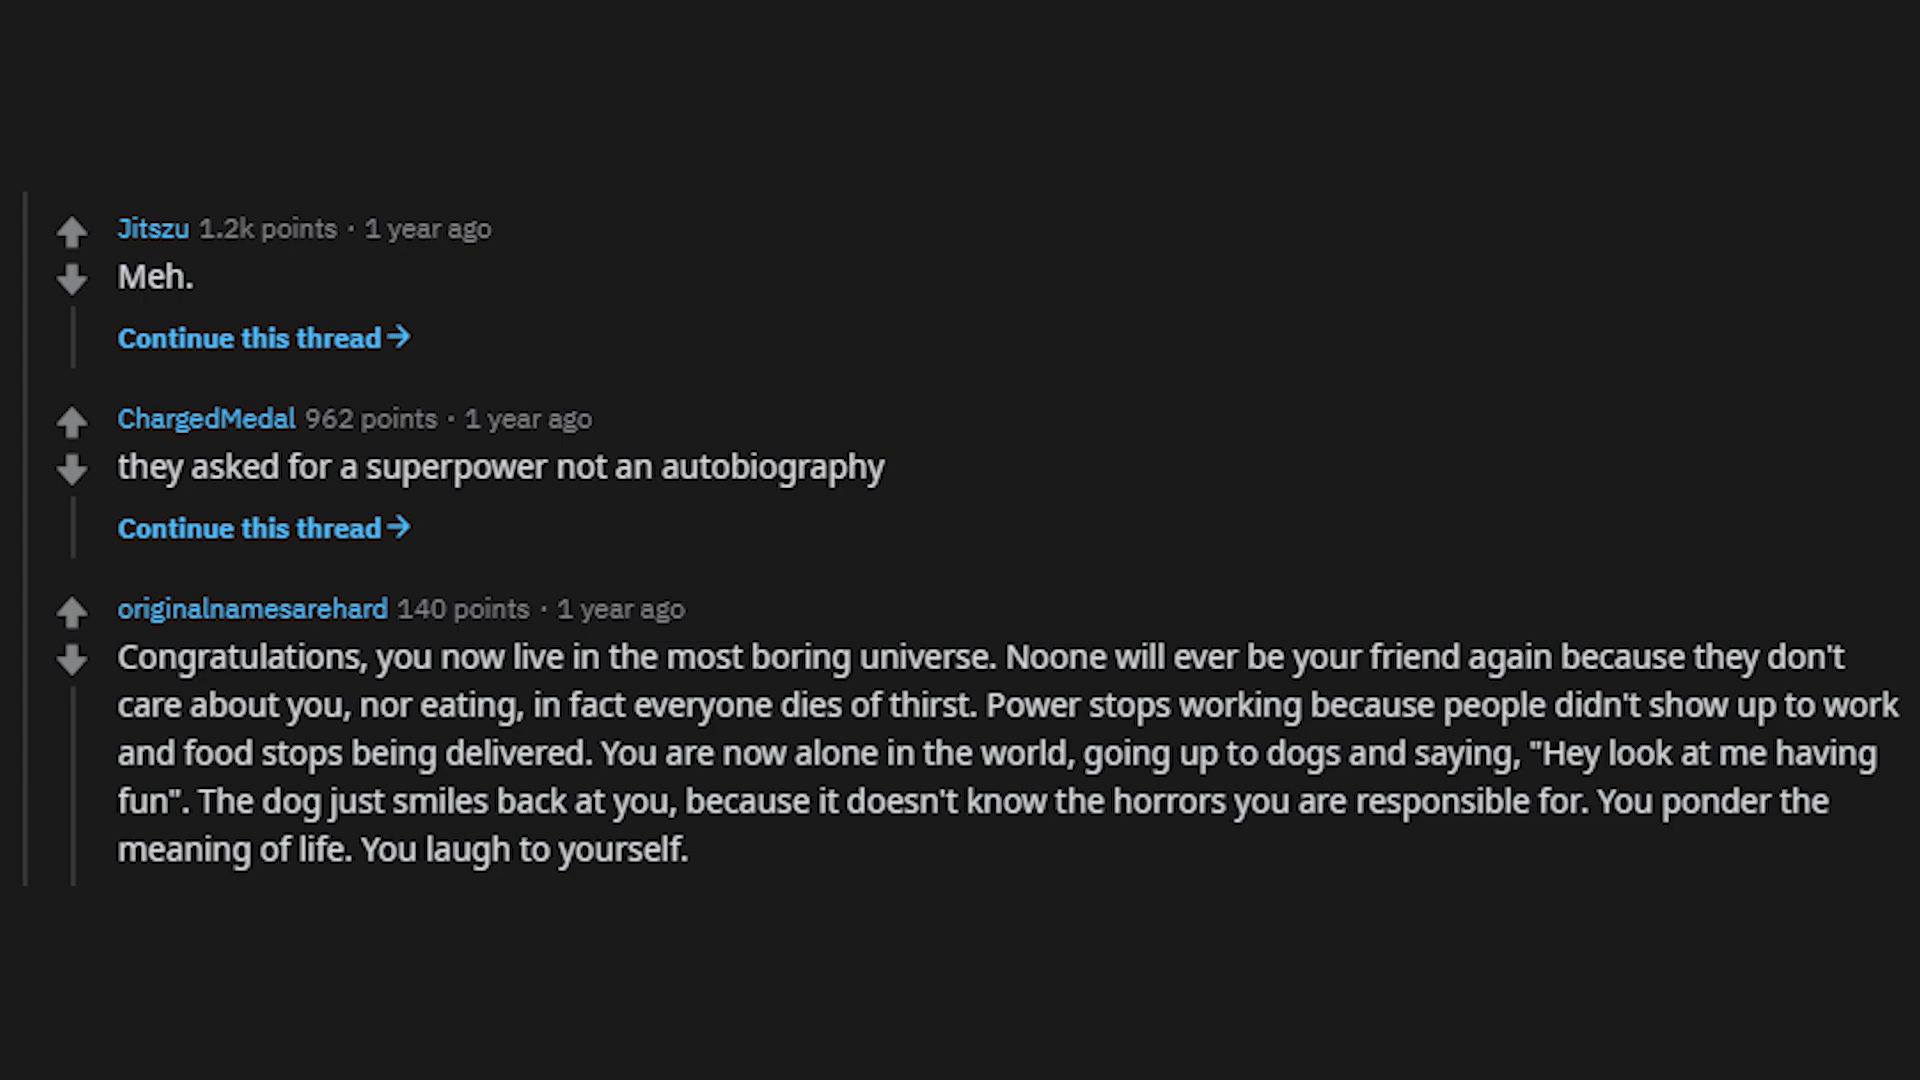 Jitszu 1.2k points · 1 year ago
Meh.
Continue this thread →
ChargedMedal 962 points · 1 year ago
they asked for a superpower not an autobiography
Continue this thread →
originalnamesarehard 140 points · 1 year ago
Congratulations, you now live in the most boring universe. Noone will ever be your friend again because they don't
care about you, nor eating, in fact everyone dies of thirst. Power stops working because people didn't show up to work
and food stops being delivered. You are now alone in the world, going up to dogs and saying, "Hey look at me having
fun". The dog just smiles back at you, because it doesn't know the horrors you are responsible for. You ponder the
meaning of life. You laugh to yourself.